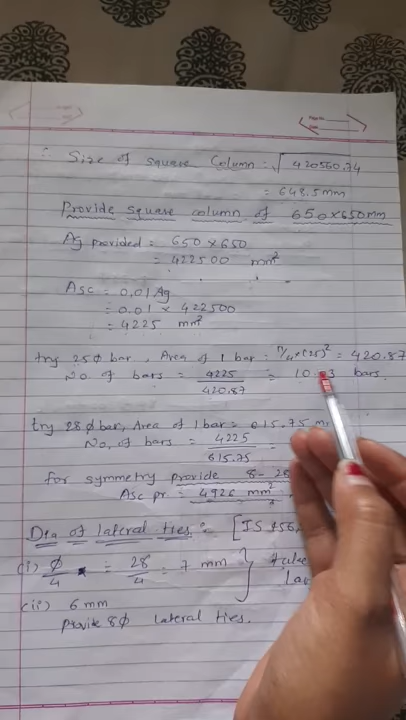 ∴ Size of square column : √420560.74
= 648.5mm
Provide square column of 650×650mm
Ag provided = 650 × 650
= 422500 mm²
Asc = 0.01 Ag
= 0.01 × 422500
= 4225 mm²
try 25ϕ bar, Area of 1 bar : π/4×(25)² = 420.87
No of bars = 4225/420.87 = 10.03 bars
try 28ϕ bar, Area of 1 bar = 615.75
No. of bars = 4225/615.75 =
for symmetry provide 8-28
Asc pr. = 4926 mm²
Dia of lateral ties = [IS 456
(i) ϕ/4 = 28/4 = 7 mm }
(ii) 6mm
Provide 8ϕ lateral ties.